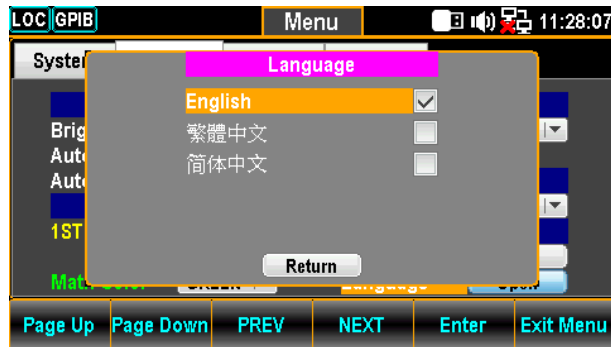 LOC GPIB Menu 11:28:07
Language
English
繁體中文
简体中文
1ST
Return
Page Up Page Down PREV NEXT Enter Exit Menu